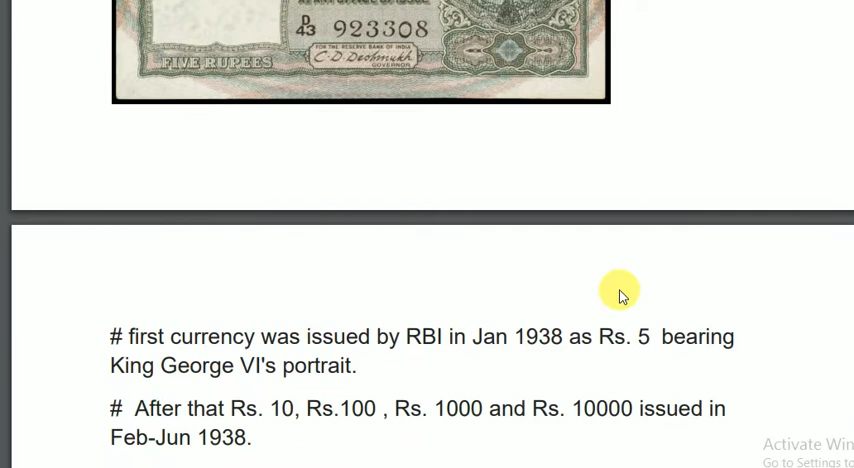 D
43 923308
FOR THE RESERVE BANK OF INDIA
FIVE RUPEES
C. D. Deshmukh
GOVERNOR
# first currency was issued by RBI in Jan 1938 as Rs. 5 bearing
King George VI's portrait.
# After that Rs. 10, Rs.100 , Rs. 1000 and Rs. 10000 issued in
Feb-Jun 1938.
Activate Win
Go to Settings to